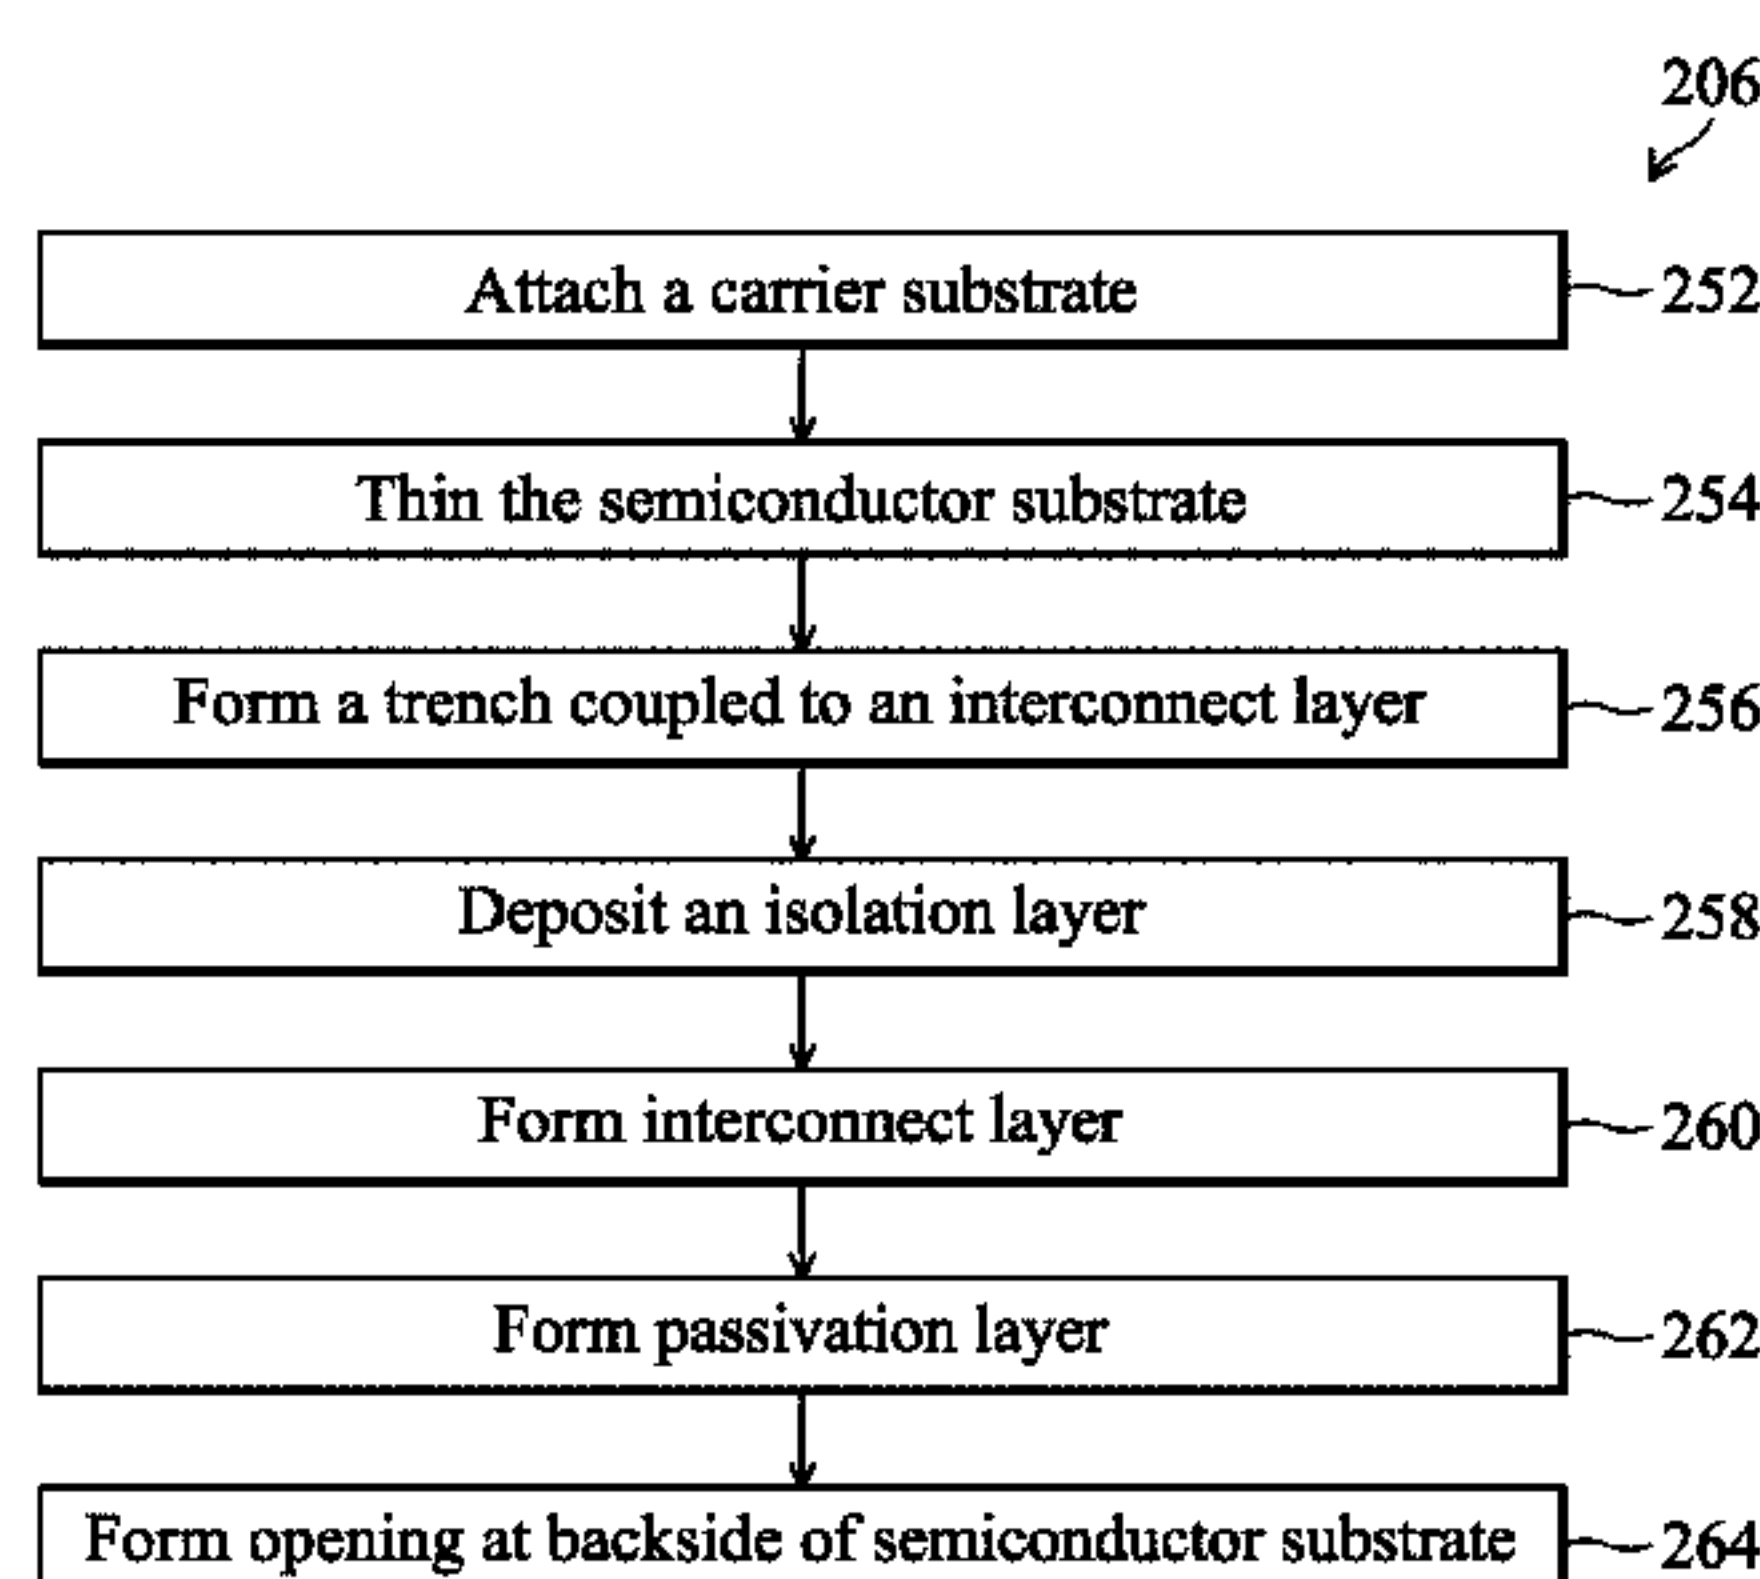 206
Attach a carrier substrate 252
Thin the semiconductor substrate 254
Form a trench coupled to an interconnect layer 256
Deposit an isolation layer 258
Form interconnect layer 260
Form passivation layer 262
Form opening at backside of semiconductor substrate 264